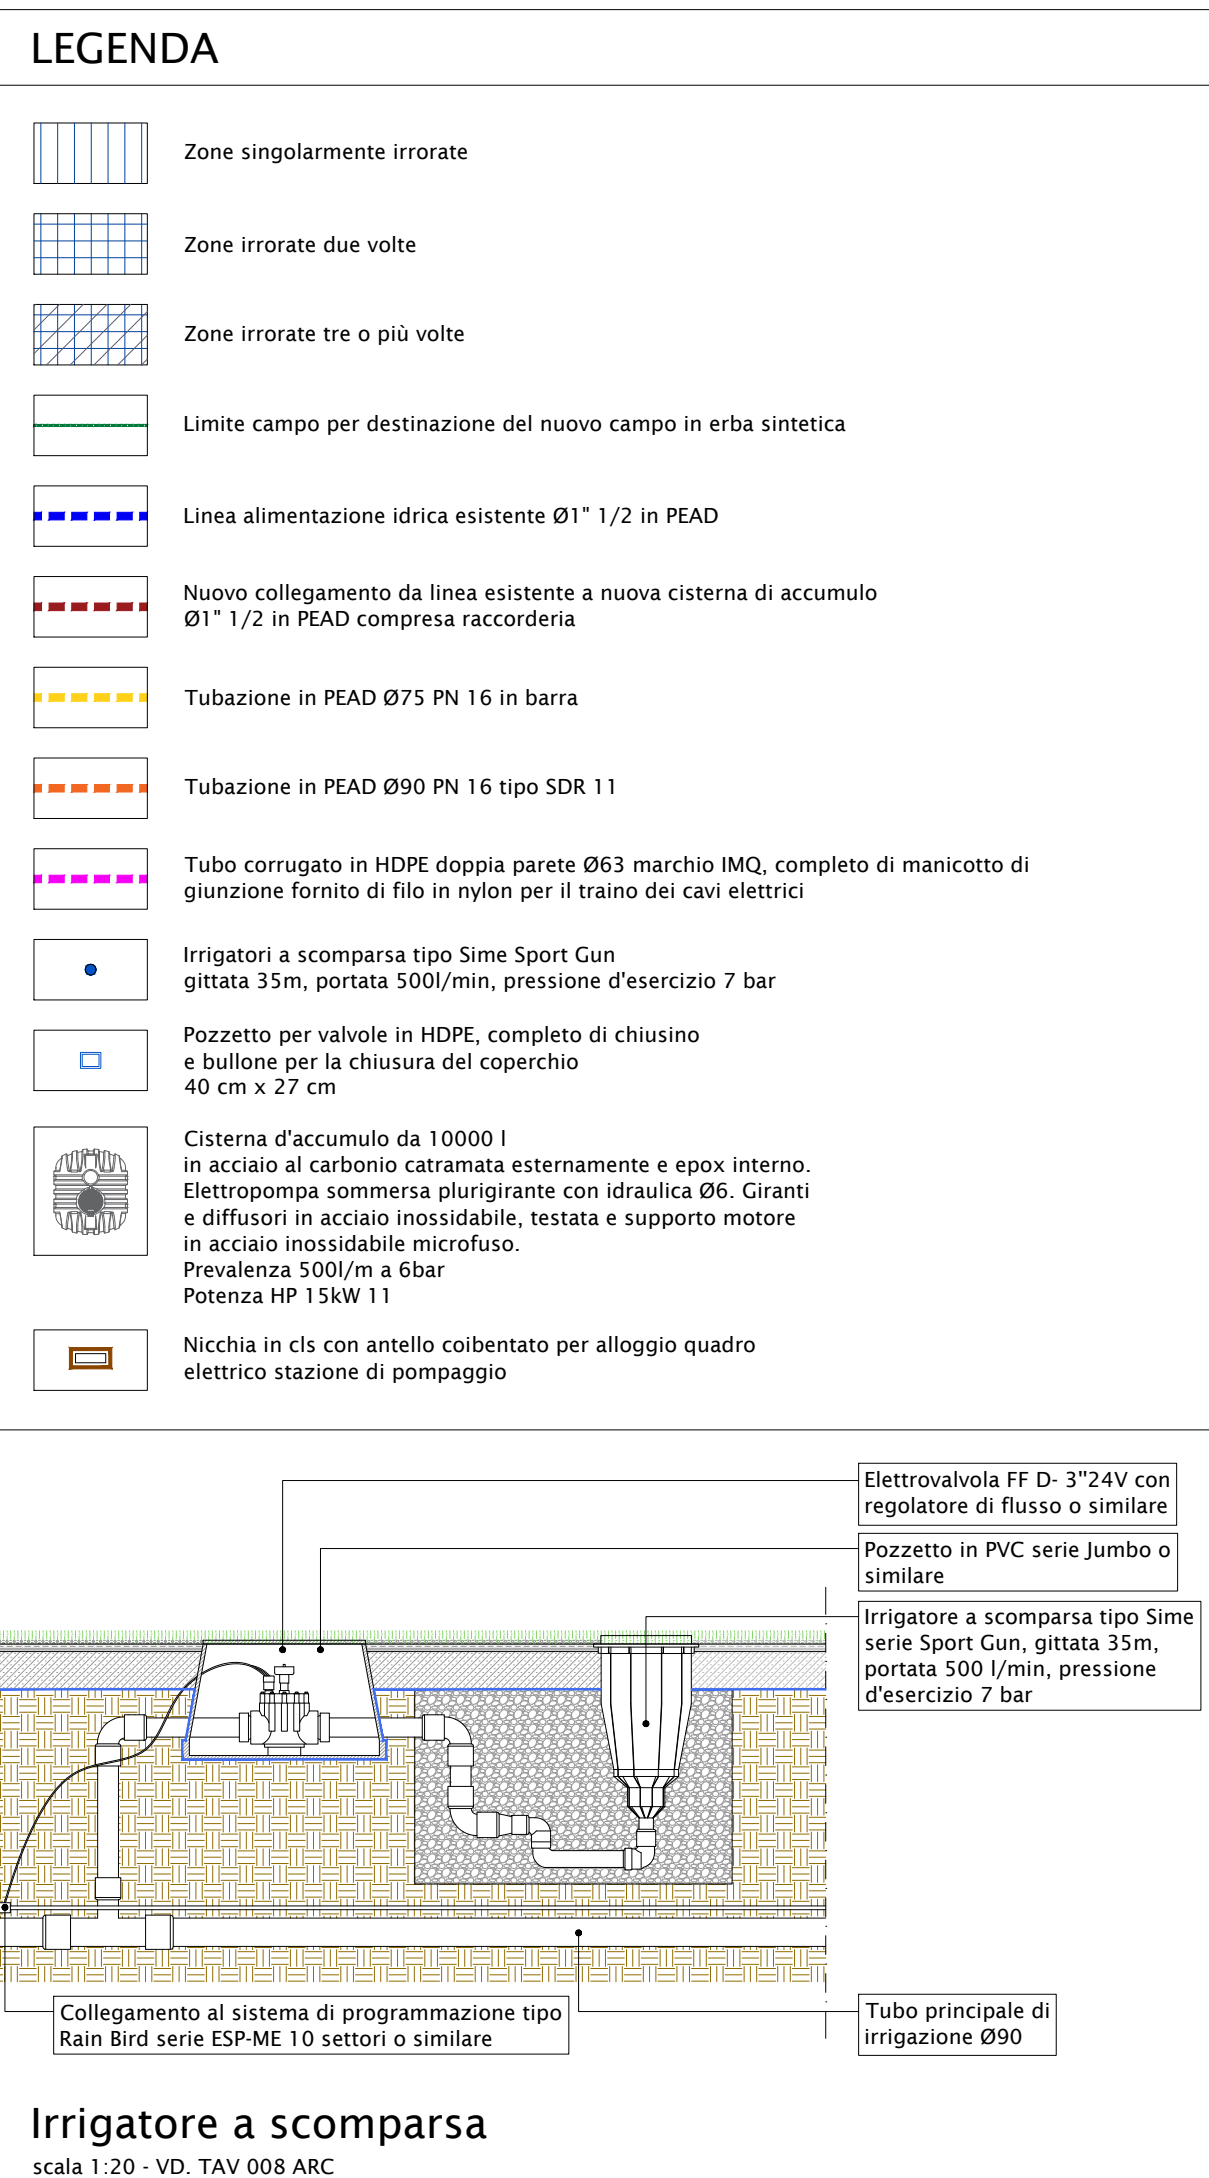 LEGENDA
Zone singolarmente irrorate
Zone irrorate due volte
Zone irrorate tre o più volte
Limite campo per destinazione del nuovo campo in erba sintetica
Linea alimentazione idrica esistente Ø1" 1/2 in PEAD
Nuovo collegamento da linea esistente a nuova cisterna di accumulo
Ø1" 1/2 in PEAD compresa raccorderia
Tubazione in PEAD Ø75 PN 16 in barra
Tubazione in PEAD Ø90 PN 16 tipo SDR 11
Tubo corrugato in HDPE doppia parete Ø63 marchio IMQ, completo di manicotto di
giunzione fornito di filo in nylon per il traino dei cavi elettrici
Irrigatori a scomparsa tipo Sime Sport Gun
gittata 35m, portata 500l/min, pressione d'esercizio 7 bar
Pozzetto per valvole in HDPE, completo di chiusino
e bullone per la chiusura del coperchio
40 cm x 27 cm
Cisterna d'accumulo da 10000 l
in acciaio al carbonio catramata esternamente e epox interno.
Elettropompa sommersa plurigirante con idraulica Ø6. Giranti
e diffusori in acciaio inossidabile, testata e supporto motore
in acciaio inossidabile microfuso.
Prevalenza 500l/m a 6bar
Potenza HP 15kW 11
Nicchia in cls con antello coibentato per alloggio quadro
elettrico stazione di pompaggio
Elettrovalvola FF D- 3"24V con
regolatore di flusso o similare
Pozzetto in PVC serie Jumbo o
similare
Irrigatore a scomparsa tipo Sime
serie Sport Gun, gittata 35m,
portata 500 l/min, pressione
d'esercizio 7 bar
Collegamento al sistema di programmazione tipo
Rain Bird serie ESP-ME 10 settori o similare
Tubo principale di
irrigazione Ø90
Irrigatore a scomparsa
scala 1:20 - VD. TAV 008 ARC